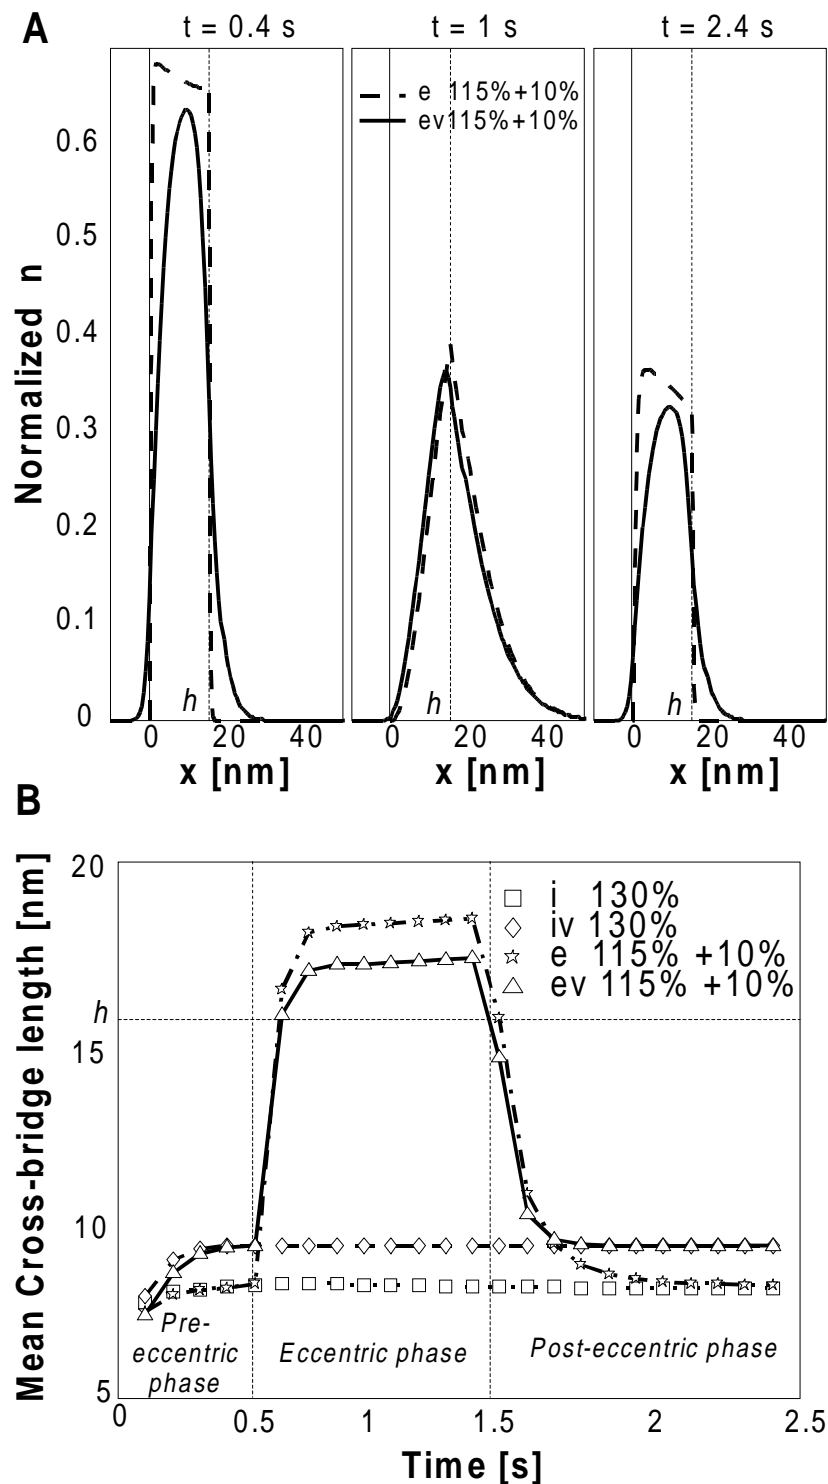 A
t = 0.4 s
t = 1 s
t = 2.4 s
e 115%+10%
ev115%+10%
Normalized n
0.6
0.5
0.4
0.3
0.2
0.1
0
h
h
h
0 20 40
0 20 40
0 20 40
x [nm]
x [nm]
x [nm]
B
Mean Cross-bridge length [nm]
20
h
15
10
5
i 130%
iv 130%
e 115% +10%
ev 115% +10%
Pre-
eccentric
phase
Eccentric phase
Post-eccentric phase
0 0.5 1 1.5 2 2.5
Time [s]